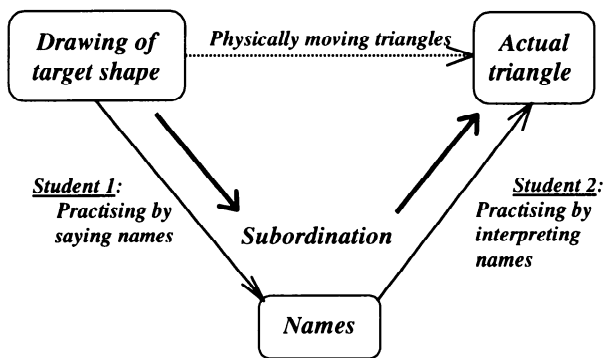 Drawing of
target shape
Physically moving triangles
Actual
triangle
Student 1:
Practising by
saying names
Subordination
Student 2:
Practising by
interpreting
names
Names